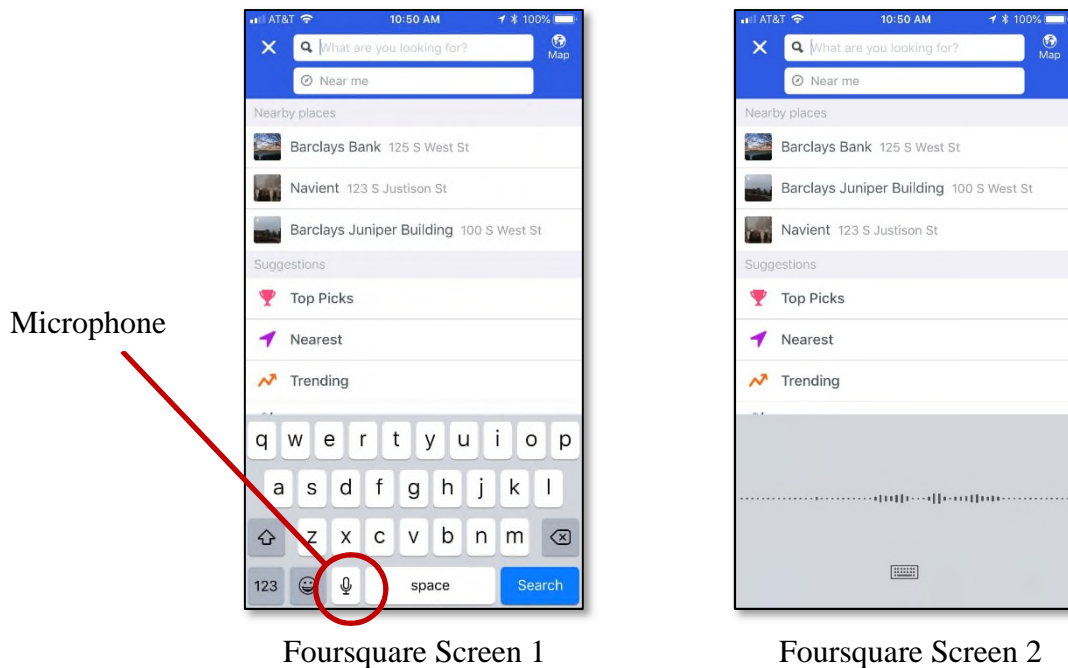 AT&T 10:50 AM 100%
What are you looking for?
Map
Near me
Nearby places
Barclays Bank 125 S West St
Navient 123 S Justison St
Barclays Juniper Building 100 S West St
Suggestions
Top Picks
Nearest
Trending
q w e r t y u i o p
a s d f g h j k l
z x c v b n m
123 space Search
Microphone
Foursquare Screen 1
AT&T 10:50 AM 100%
What are you looking for?
Map
Near me
Nearby places
Barclays Bank 125 S West St
Barclays Juniper Building 100 S West St
Navient 123 S Justison St
Suggestions
Top Picks
Nearest
Trending
Foursquare Screen 2